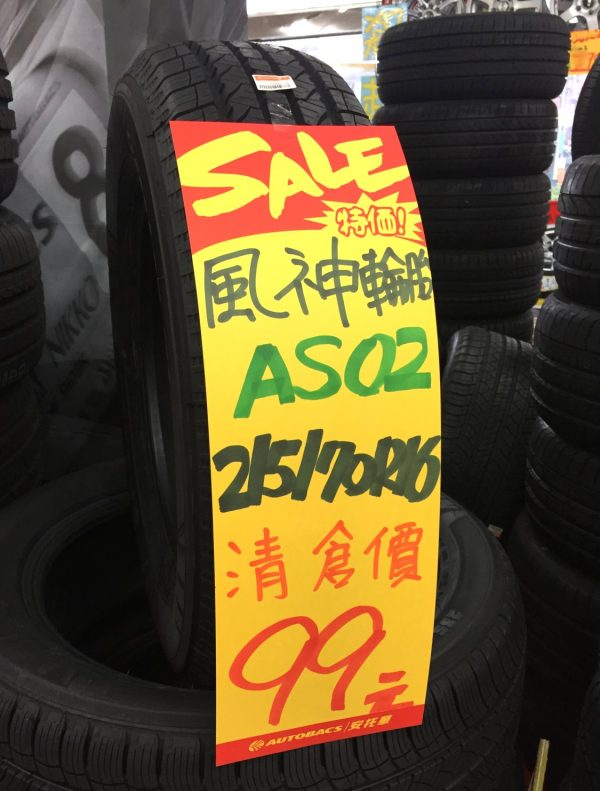 SALE
特価!
風神輪胎
AS02
215/70R16
清倉價
99元
AUTOBACS/安托華
NIKKO